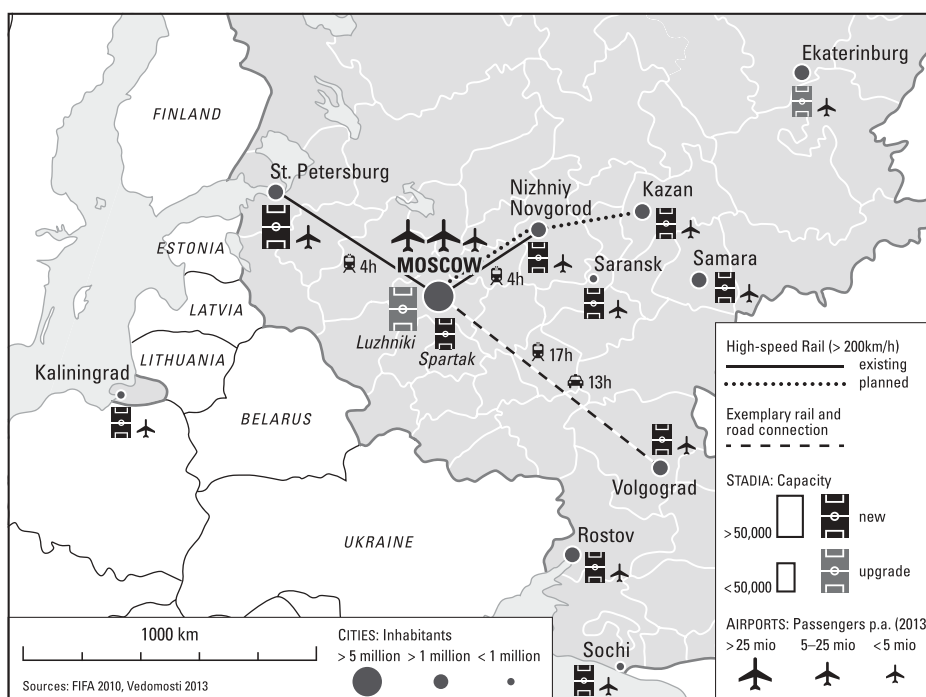 Ekaterinburg
FINLAND
St. Petersburg
Nizhniy
Novgorod
Kazan
ESTONIA
MOSCOW
4h
4h
Saransk
Samara
LATVIA
Luzhniki
Spartak
LITHUANIA
Kaliningrad
17h
13h
BELARUS
Volgograd
UKRAINE
Rostov
Sochi
High-speed Rail (> 200km/h)
existing
planned
Exemplary rail and
road connection
STADIA: Capacity
> 50,000
new
< 50,000
upgrade
AIRPORTS: Passengers p.a. (2013
> 25 mio 5–25 mio < 5 mio
1000 km
CITIES: Inhabitants
> 5 million > 1 million < 1 million
Sources: FIFA 2010, Vedomosti 2013